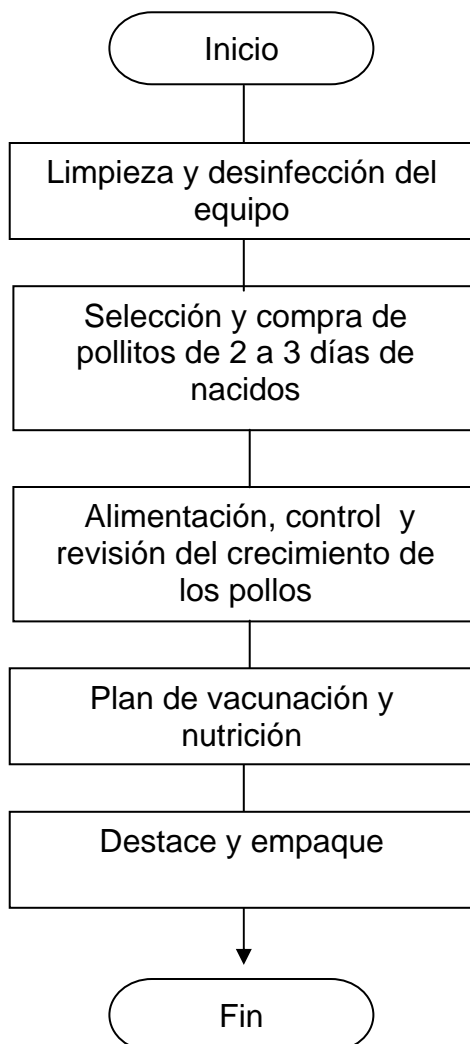 Inicio
Limpieza y desinfección del
equipo
Selección y compra de
pollitos de 2 a 3 días de
nacidos
Alimentación, control  y
revisión del crecimiento de
los pollos
Plan de vacunación y
nutrición
Destace y empaque
Fin